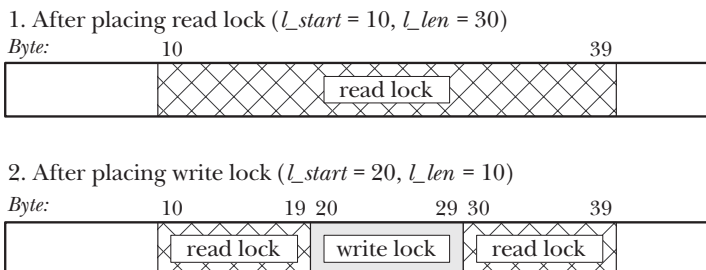 1. After placing read lock (l_start = 10, l_len = 30)
Byte: 10 39
read lock
2. After placing write lock (l_start = 20, l_len = 10)
Byte: 10 19 20 29 30 39
read lock write lock read lock